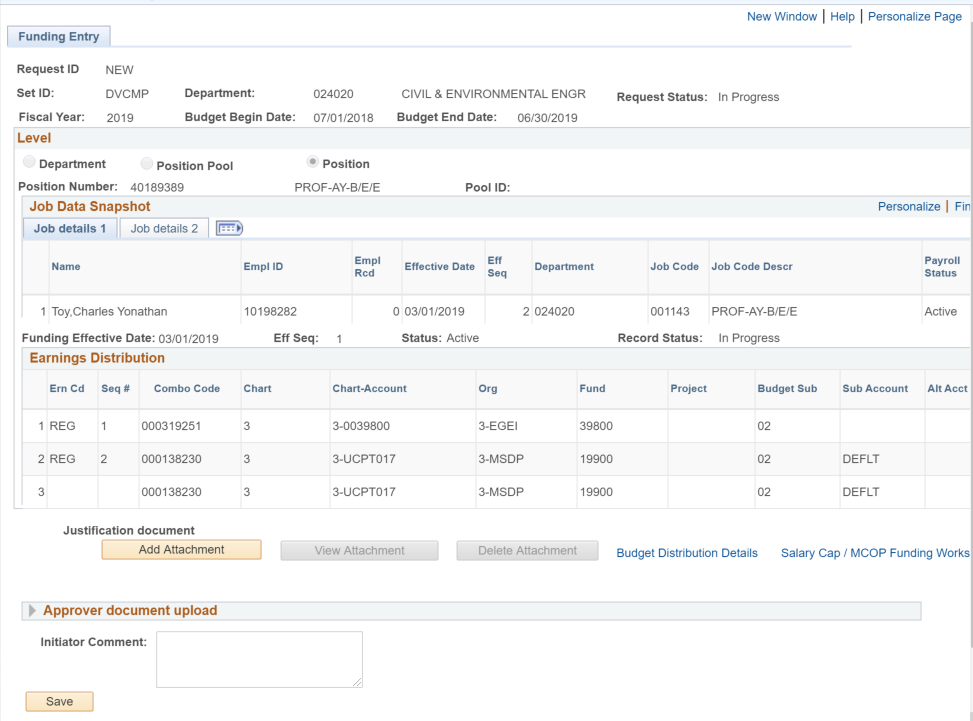 New Window | Help | Personalize Page
Funding Entry
Request ID NEW
Set ID: DVCMP Department: 024020 CIVIL & ENVIRONMENTAL ENGR Request Status: In Progress
Fiscal Year: 2019 Budget Begin Date: 07/01/2018 Budget End Date: 06/30/2019
Level
Department Position Pool Position
Position Number: 40189389 PROF-AY-B/E/E Pool ID:
Job Data Snapshot Personalize | Fin
Job details 1 Job details 2
Name Empl ID Empl Rcd Effective Date Eff Seq Department Job Code Job Code Descr Payroll Status
1 Toy,Charles Yonathan 10198282 0 03/01/2019 2 024020 001143 PROF-AY-B/E/E Active
Funding Effective Date: 03/01/2019 Eff Seq: 1 Status: Active Record Status: In Progress
Earnings Distribution
Ern Cd Seq # Combo Code Chart Chart-Account Org Fund Project Budget Sub Sub Account Alt Acct
1 REG 1 000319251 3 3-0039800 3-EGEI 39800 02
2 REG 2 000138230 3 3-UCPT017 3-MSDP 19900 02 DEFLT
3 000138230 3 3-UCPT017 3-MSDP 19900 02 DEFLT
Justification document
Add Attachment View Attachment Delete Attachment Budget Distribution Details Salary Cap / MCOP Funding Works
Approver document upload
Initiator Comment:
Save